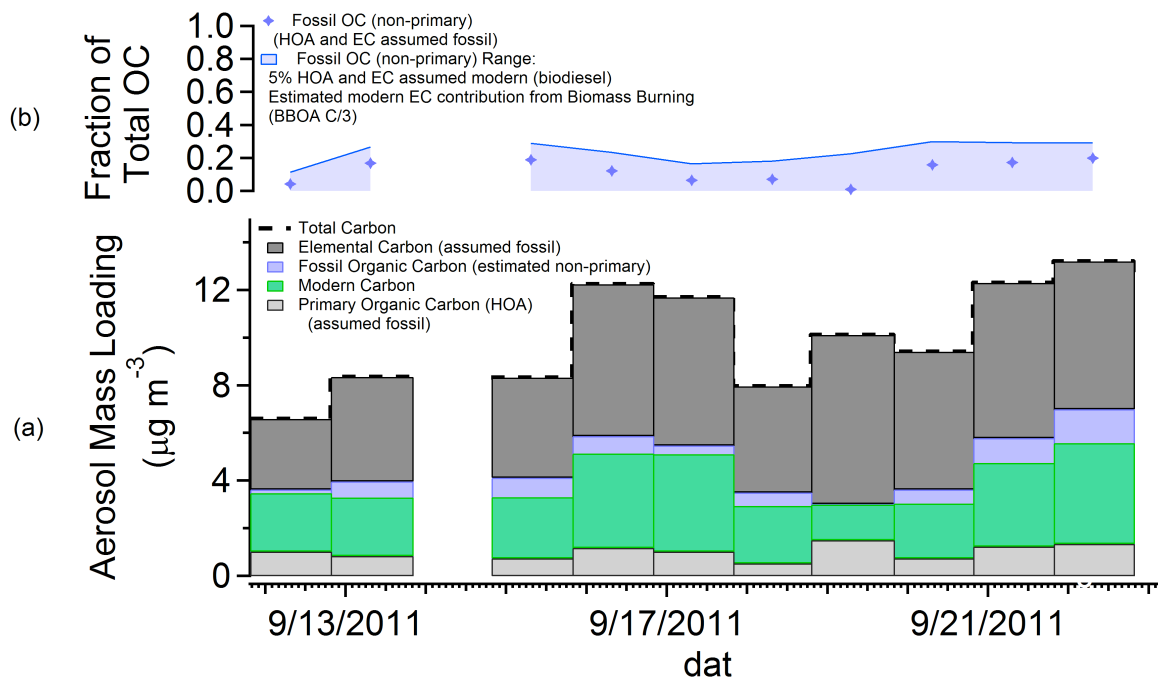 (b)
Fraction of
Total OC
1.0
0.8
0.6
0.4
0.2
0.0
Fossil OC (non-primary)
(HOA and EC assumed fossil)
Fossil OC (non-primary) Range:
5% HOA and EC assumed modern (biodiesel)
Estimated modern EC contribution from Biomass Burning
(BBOA C/3)
(a)
Aerosol Mass Loading
(µg m⁻³)
12
8
4
0
Total Carbon
Elemental Carbon (assumed fossil)
Fossil Organic Carbon (estimated non-primary)
Modern Carbon
Primary Organic Carbon (HOA)
(assumed fossil)
9/13/2011
9/17/2011
9/21/2011
dat